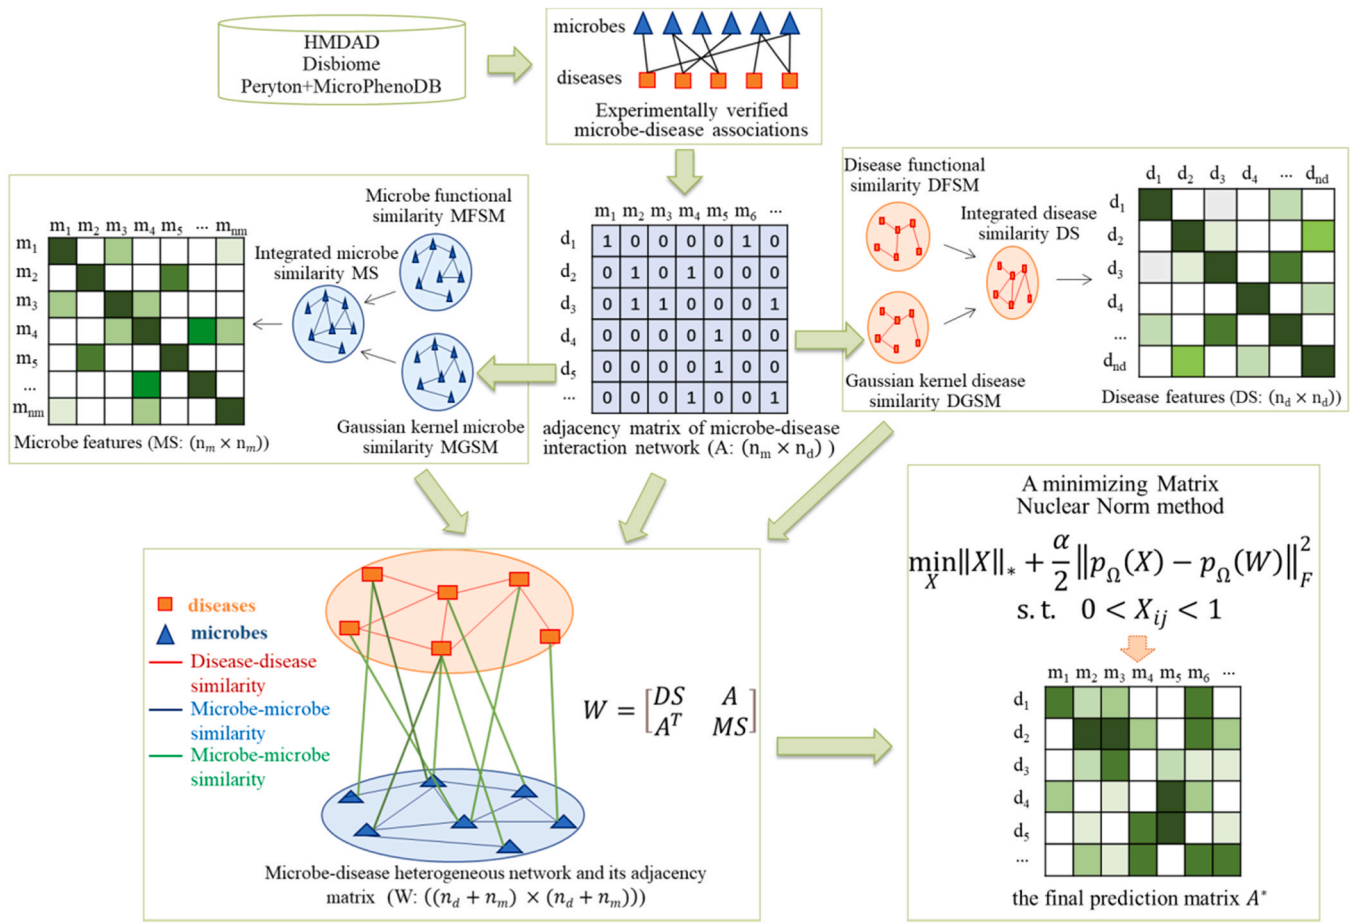 HMDAD
Disbiome
Peryton+MicroPhenoDB
microbes
diseases
Experimentally verified
microbe-disease associations
Microbe functional
similarity MFSM
Integrated microbe
similarity MS
Gaussian kernel microbe
similarity MGSM
m1 m2 m3 m4 m5 ... mnm
m1
m2
m3
m4
m5
...
mnm
Microbe features (MS: (nm × nm))
m1 m2 m3 m4 m5 m6 ...
d1 1 0 0 0 0 1 0
d2 0 1 0 1 0 0 0
d3 0 1 1 0 0 0 1
d4 0 0 0 0 1 0 0
d5 0 0 0 0 1 0 0
... 0 0 0 1 0 0 1
adjacency matrix of microbe-disease
interaction network (A: (nm × nd) )
Disease functional
similarity DFSM
Integrated disease
similarity DS
Gaussian kernel disease
similarity DGSM
d1 d2 d3 d4 ... dnd
d1
d2
d3
d4
...
dnd
Disease features (DS: (nd × nd))
diseases
microbes
Disease-disease
similarity
Microbe-microbe
similarity
Microbe-microbe
similarity
W = [DS A
AT MS]
Microbe-disease heterogeneous network and its adjacency
matrix (W: ((nd + nm) × (nd + nm)))
A minimizing Matrix
Nuclear Norm method
min X ‖X‖* + α/2 ‖pΩ(X) − pΩ(W)‖2F
s. t. 0 < Xij < 1
m1 m2 m3 m4 m5 m6 ...
d1
d2
d3
d4
d5
...
the final prediction matrix A*